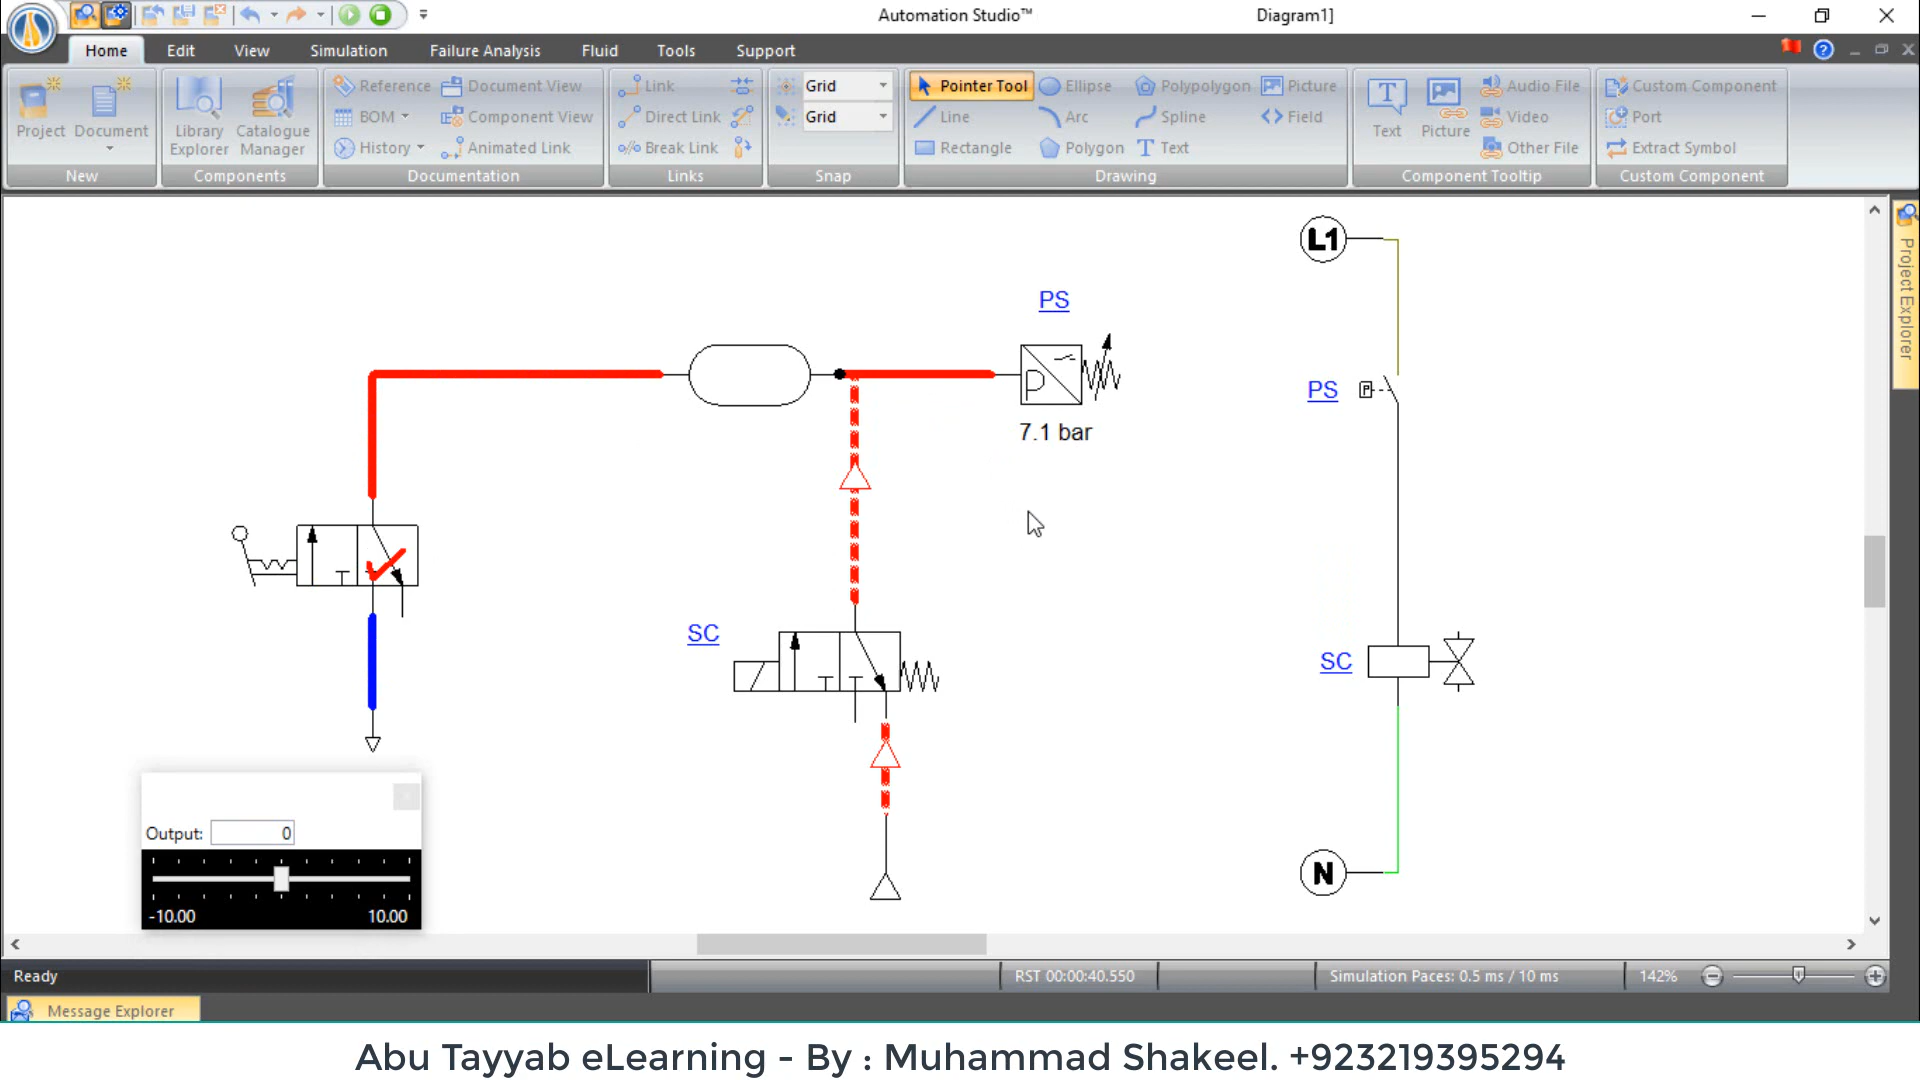 Automation Studio™
Diagram1]
Home
Edit
View
Simulation
Failure Analysis
Fluid
Tools
Support
Project
Document
New
Library Explorer
Catalogue Manager
Components
Reference
Document View
BOM
Component View
History
Animated Link
Documentation
Link
Direct Link
Break Link
Links
Grid
Grid
Snap
Pointer Tool
Ellipse
Polypolygon
Picture
Line
Arc
Spline
Field
Rectangle
Polygon
Text
Drawing
Text
Picture
Audio File
Video
Other File
Component Tooltip
Custom Component
Port
Extract Symbol
Custom Component
Project Explorer
L1
PS
P
7.1 bar
PS
P
SC
SC
N
Output: 0
-10.00 10.00
Ready
RST 00:00:40.550
Simulation Paces: 0.5 ms / 10 ms
142%
Message Explorer
Abu Tayyab eLearning - By : Muhammad Shakeel. +923219395294